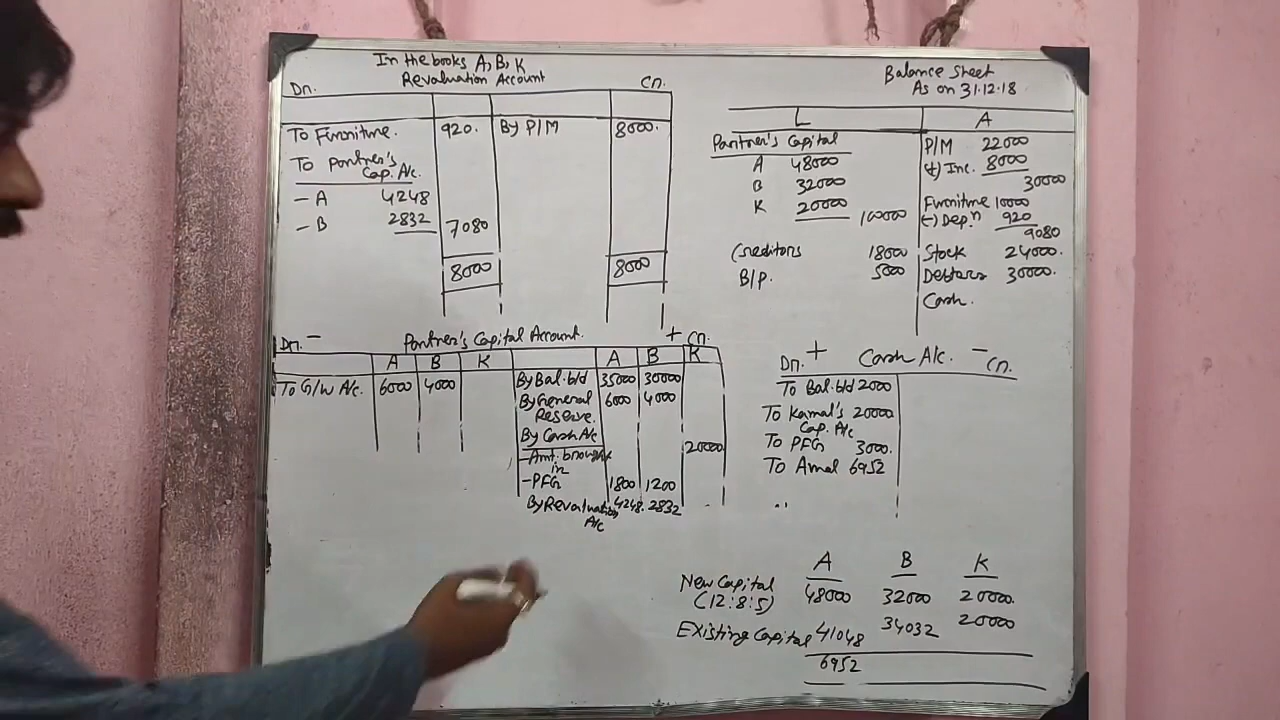 In the books A, B, K
Revaluation Account
Dr. Cr.
To Furniture. 920. By P/M 8000.
To Partner's
Cap. A/c.
- A 4248
- B 2832 7080
8000 8000
Balance Sheet
As on 31.12.18
L A
Partner's Capital
A 48000
B 32000
K 20000 100000
Creditors 18000
B/P. 5000
P/M 22000
(+) Inc. 8000
30000
Furniture 10000
(-) Depn 920
9080
Stock 24000.
Debtors 30000.
Cash.
Partner's Capital Account.
Dr. - + Cr.
A B K A B K
To G/W A/c. 6000 4000 By Bal. b/d 35000 30000
By General 6000 4000
Reserve.
By Cash A/c
- Amt. brought 20000
in
- PFG 1800 1200
By Revaluation 4248. 2832
A/c
Dr. + Cash A/c. - Cr.
To Bal. b/d 2000
To Kamal's 20000
Cap. A/c
To PFG 3000.
To Amal 6952
A B K
New Capital 48000 32000 20000.
(12:8:5)
Existing Capital 41048 34032 20000
6952